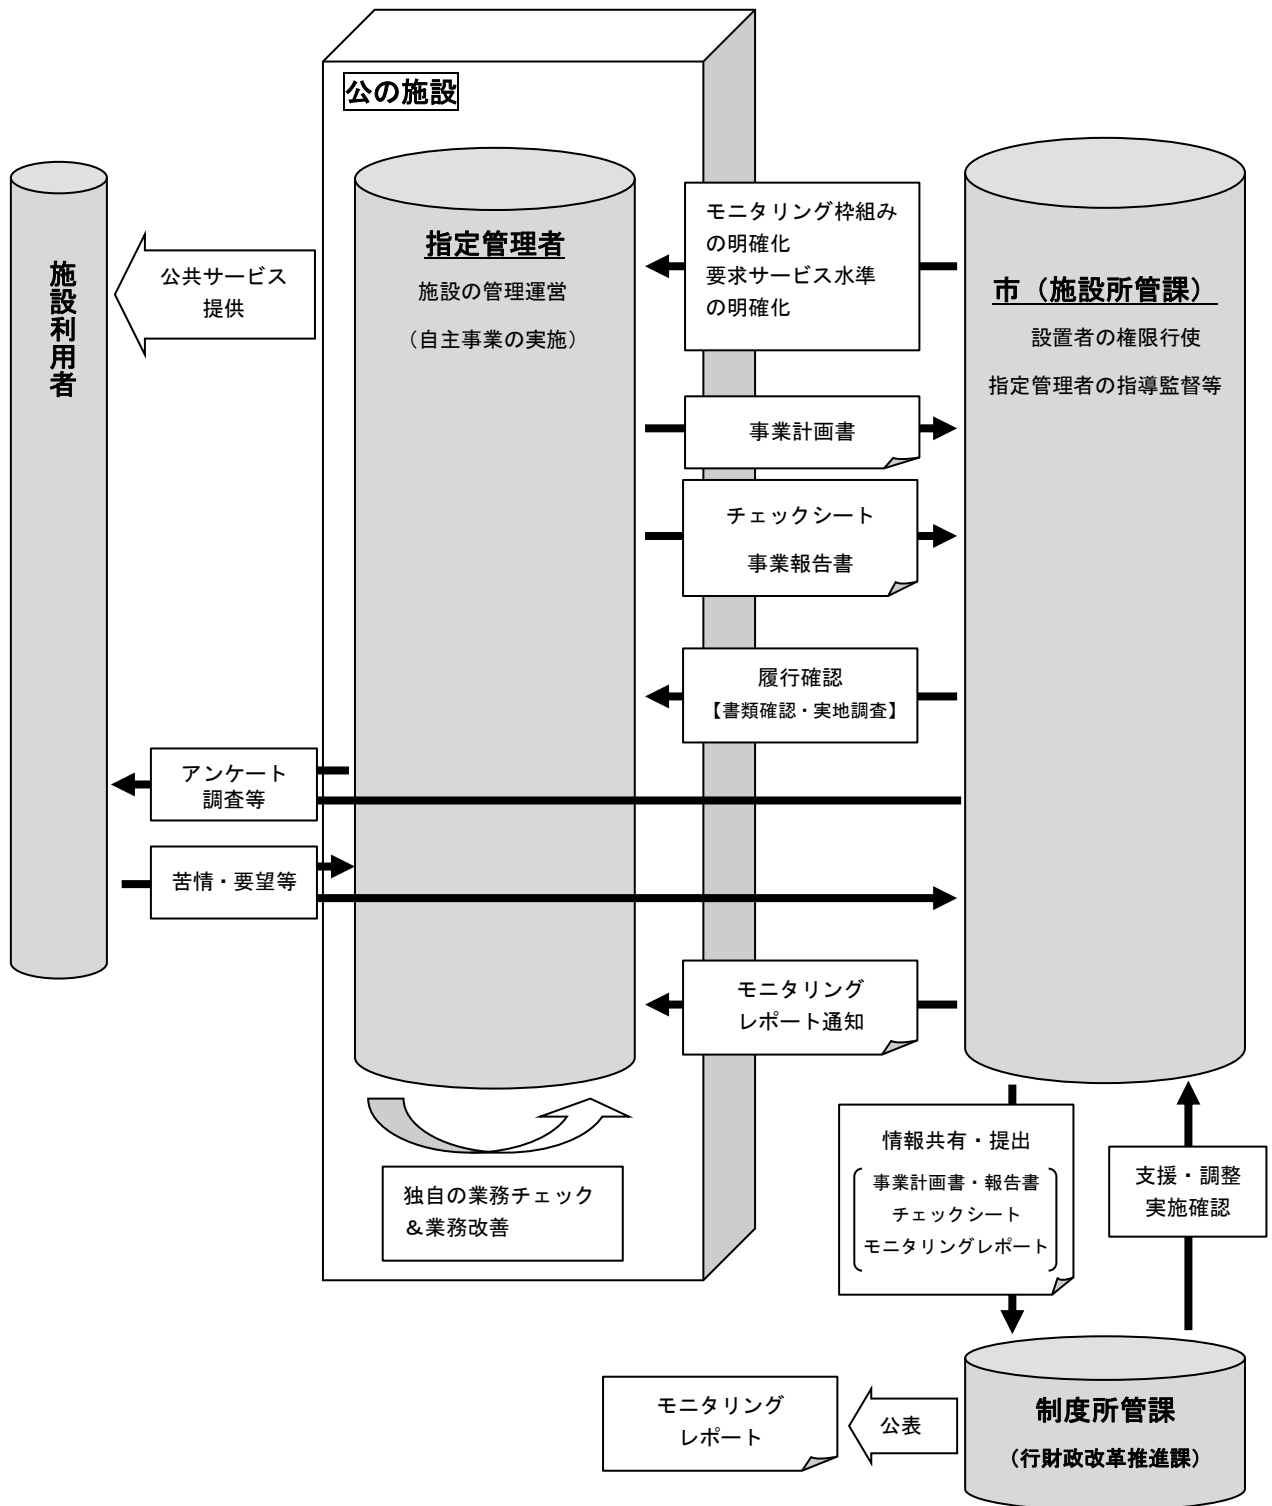 公の施設
施設利用者
公共サービス
提供
指定管理者
施設の管理運営
（自主事業の実施）
モニタリング枠組み
の明確化
要求サービス水準
の明確化
市（施設所管課）
設置者の権限行使
指定管理者の指導監督等
事業計画書
チェックシート
事業報告書
履行確認
【書類確認・実地調査】
アンケート
調査等
苦情・要望等
モニタリング
レポート通知
独自の業務チェック
＆業務改善
情報共有・提出
事業計画書・報告書
チェックシート
モニタリングレポート
支援・調整
実施確認
モニタリング
レポート
公表
制度所管課
（行財政改革推進課）